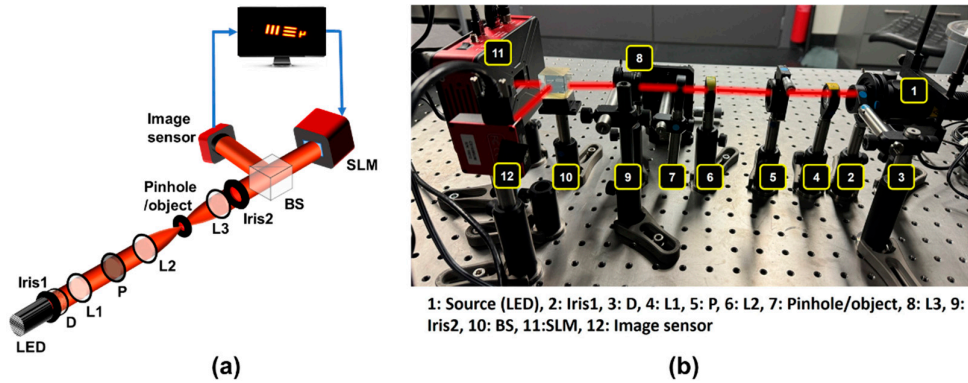 Image
sensor
SLM
BS
Pinhole
/object
Iris2
L3
L2
Iris1
P
L1
D
LED
(a)
11
8
1
12
10
9
7
6
5
4
2
3
1: Source (LED), 2: Iris1, 3: D, 4: L1, 5: P, 6: L2, 7: Pinhole/object, 8: L3, 9:
Iris2, 10: BS, 11:SLM, 12: Image sensor
(b)